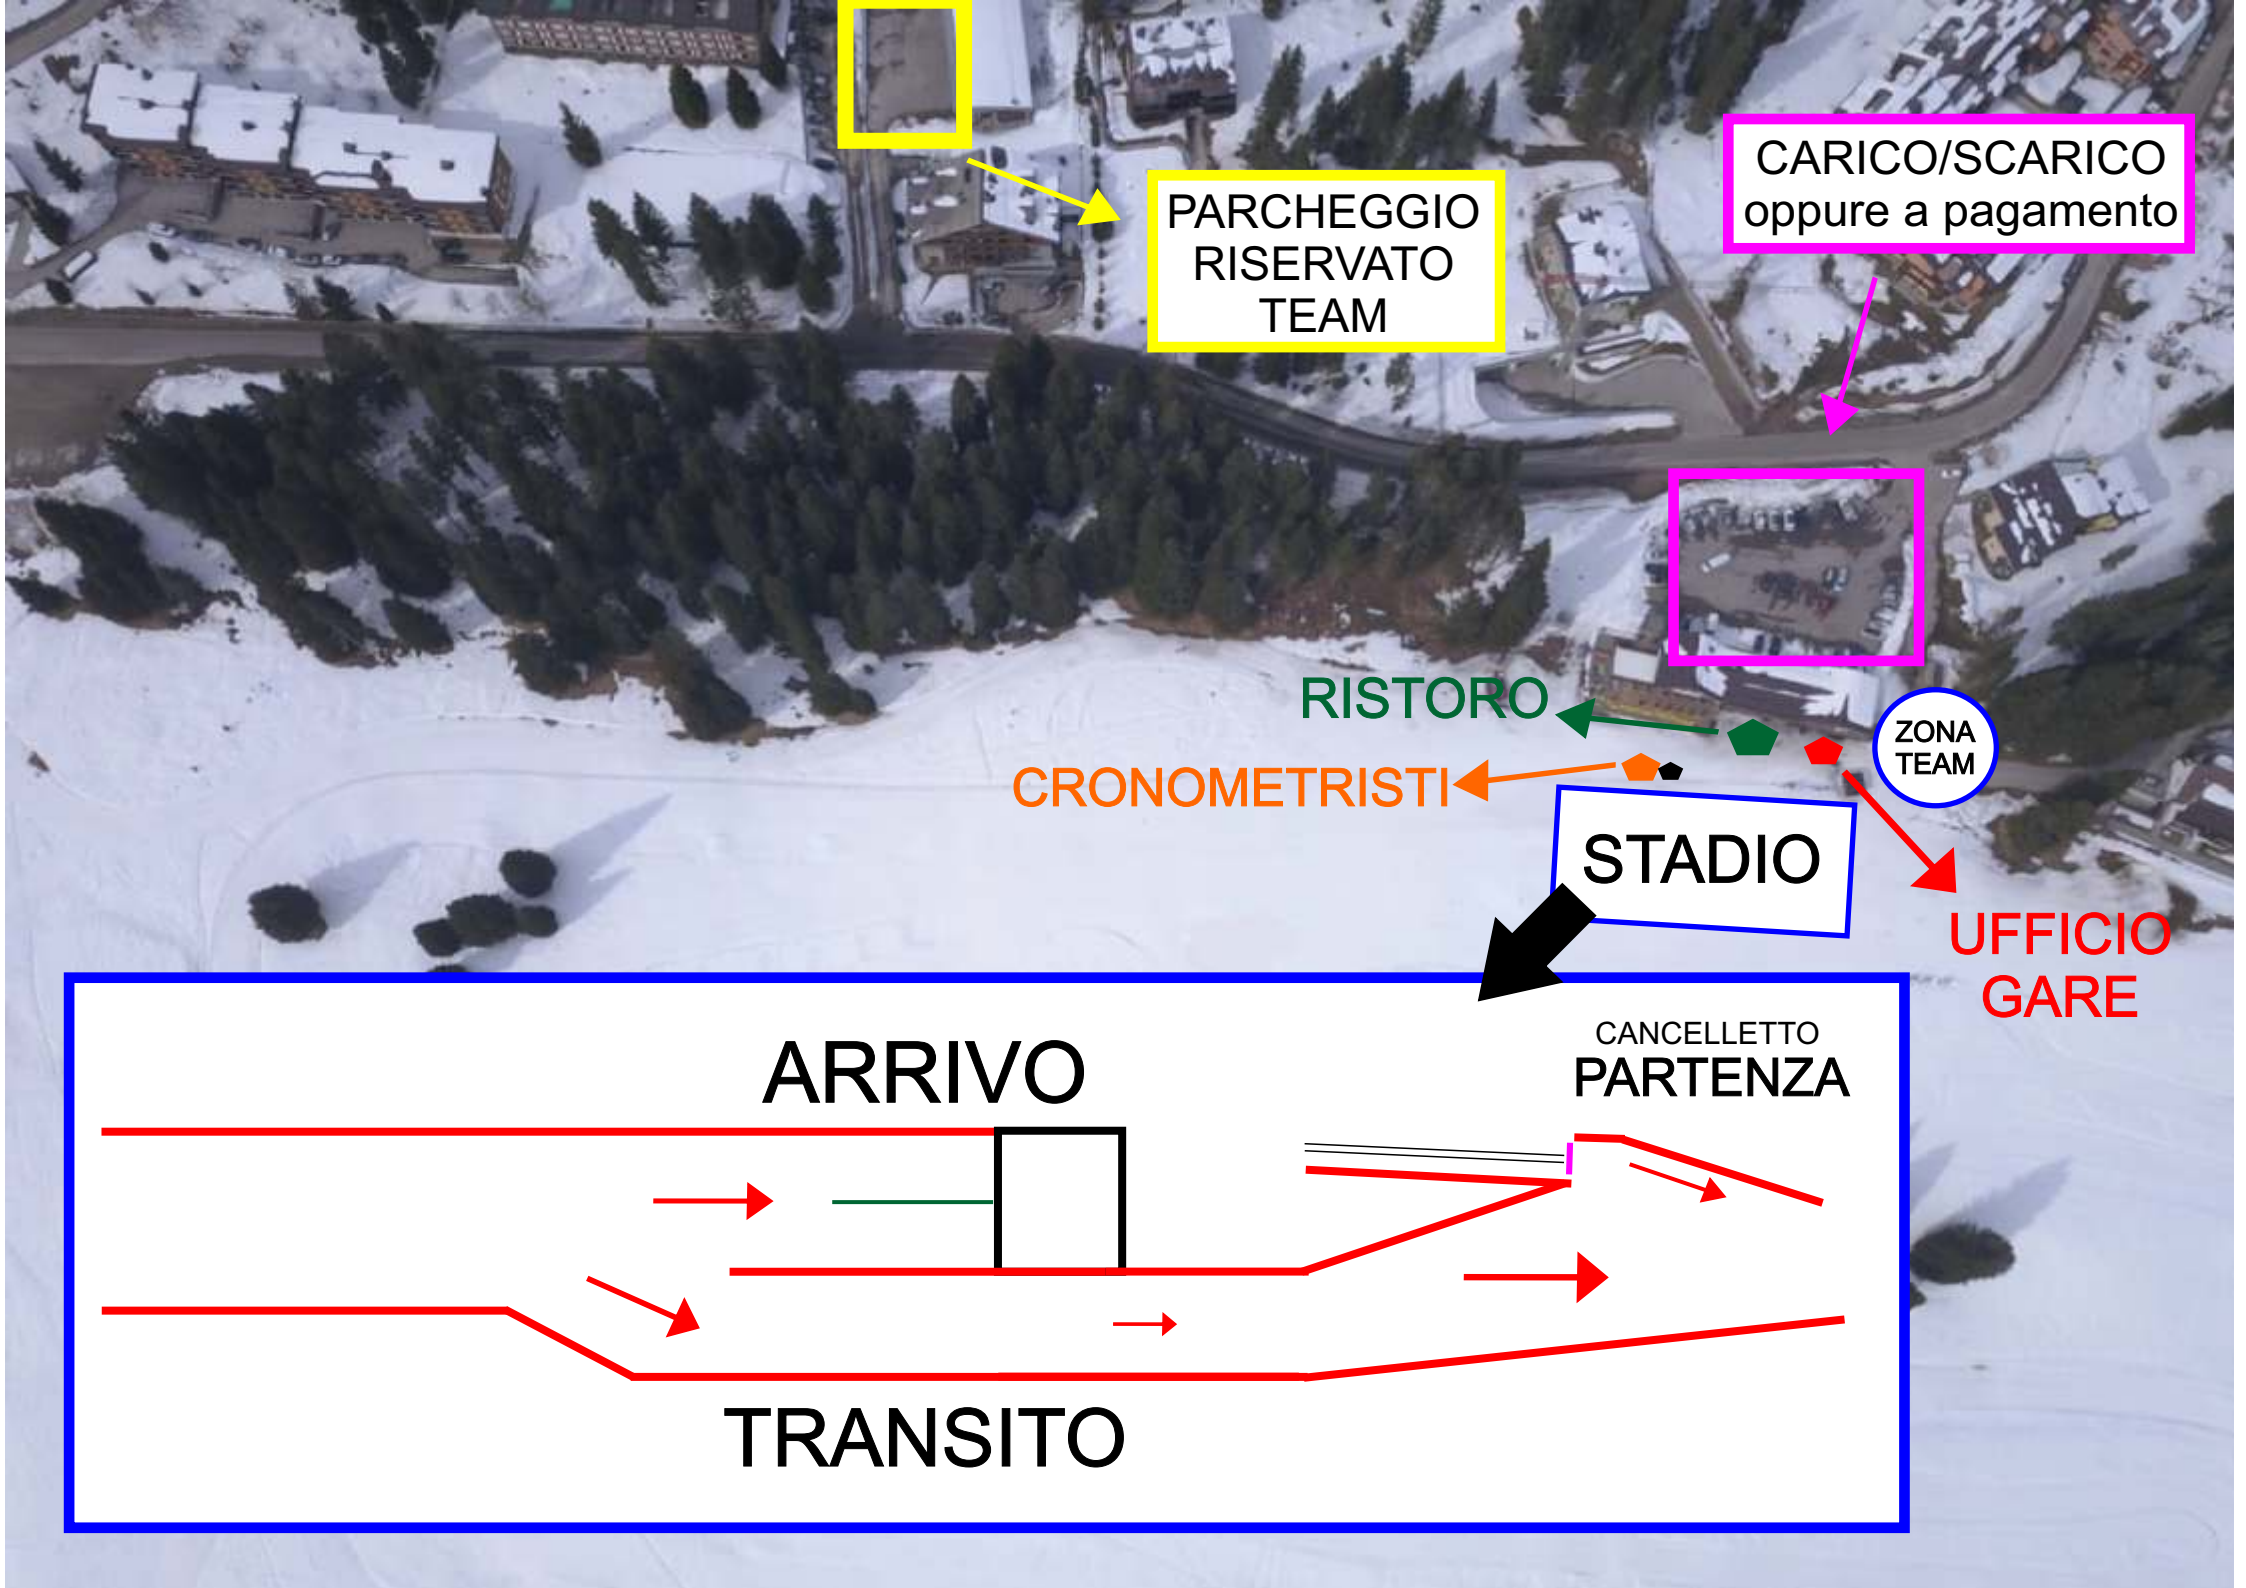 CARICO/SCARICO
oppure a pagamento
PARCHEGGIO
RISERVATO
TEAM
RISTORO
ZONA
TEAM
CRONOMETRISTI
STADIO
UFFICIO
GARE
CANCELLETTO
PARTENZA
ARRIVO
TRANSITO